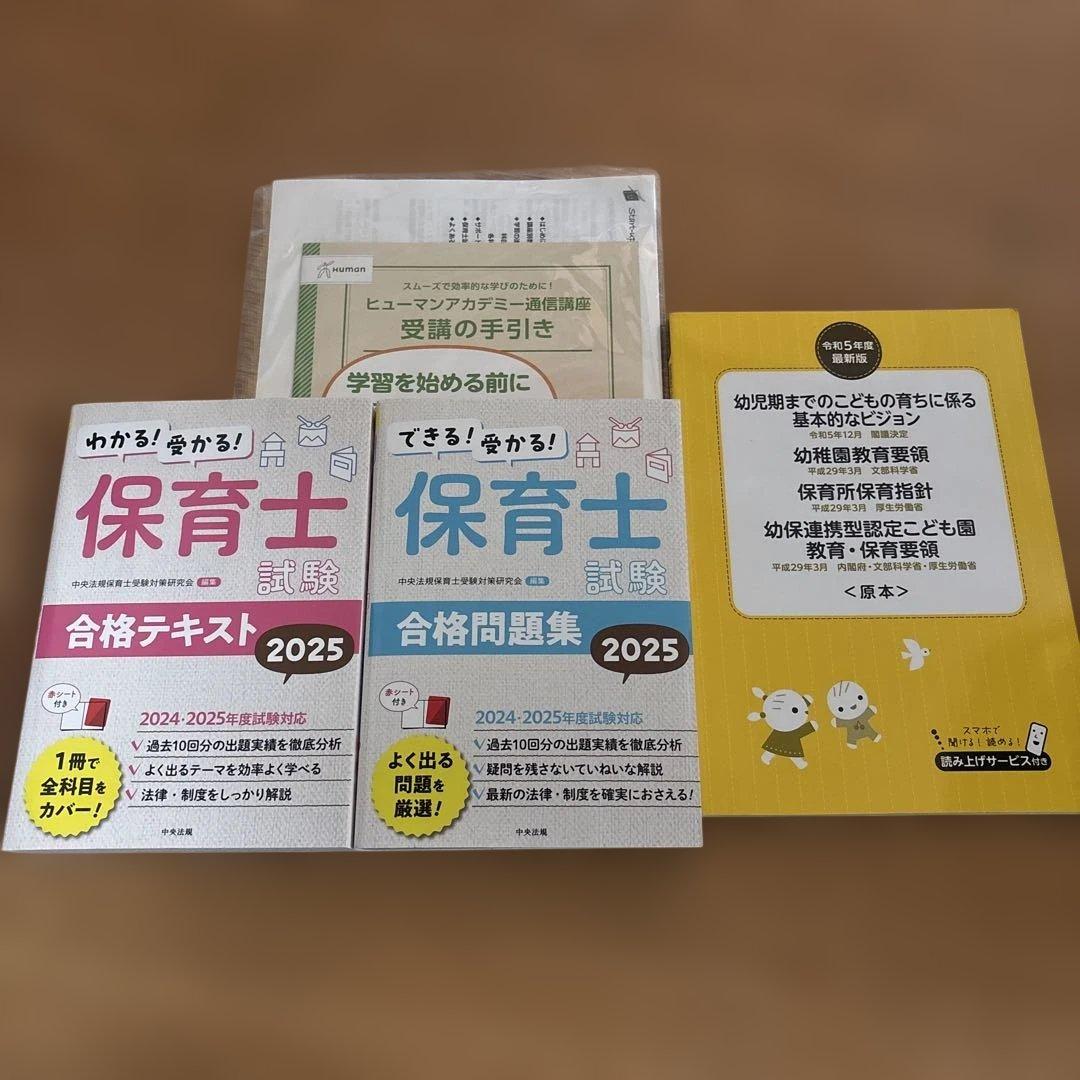 Start-up
◆はじめに
◆サポート
◆よくあ
Human
スムーズで効率的な学びのために！
ヒューマンアカデミー通信講座
受講の手引き
学習を始める前に
わかる！受かる！
保育士
試験
中央法規保育士受験対策研究会 編集
合格テキスト
2025
赤シート
付き
2024・2025年度試験対応
過去10回分の出題実績を徹底分析
よく出るテーマを効率よく学べる
法律・制度をしっかり解説
1冊で
全科目を
カバー！
中央法規
できる！受かる！
保育士
試験
中央法規保育士受験対策研究会 編集
合格問題集
2025
赤シート
付き
2024・2025年度試験対応
過去10回分の出題実績を徹底分析
疑問を残さないていねいな解説
最新の法律・制度を確実におさえる！
よく出る
問題を
厳選！
中央法規
令和5年度
最新版
幼児期までのこどもの育ちに係る
基本的なビジョン
令和5年12月 閣議決定
幼稚園教育要領
平成29年3月 文部科学省
保育所保育指針
平成29年3月 厚生労働省
幼保連携型認定こども園
教育・保育要領
平成29年3月 内閣府・文部科学省・厚生労働省
＜原本＞
スマホで
聞ける！読める！
読み上げサービス付き